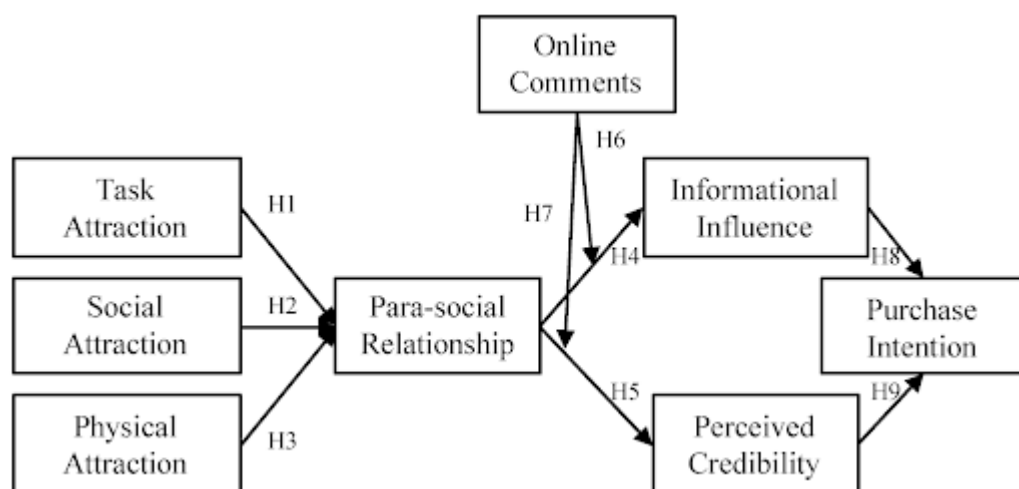 Online
Comments
H6
Task
Attraction
H1
H7
Informational
Influence
H4
H8
Social
Attraction
H2
Para-social
Relationship
Purchase
Intention
Physical
Attraction
H3
H5
Perceived
Credibility
H9